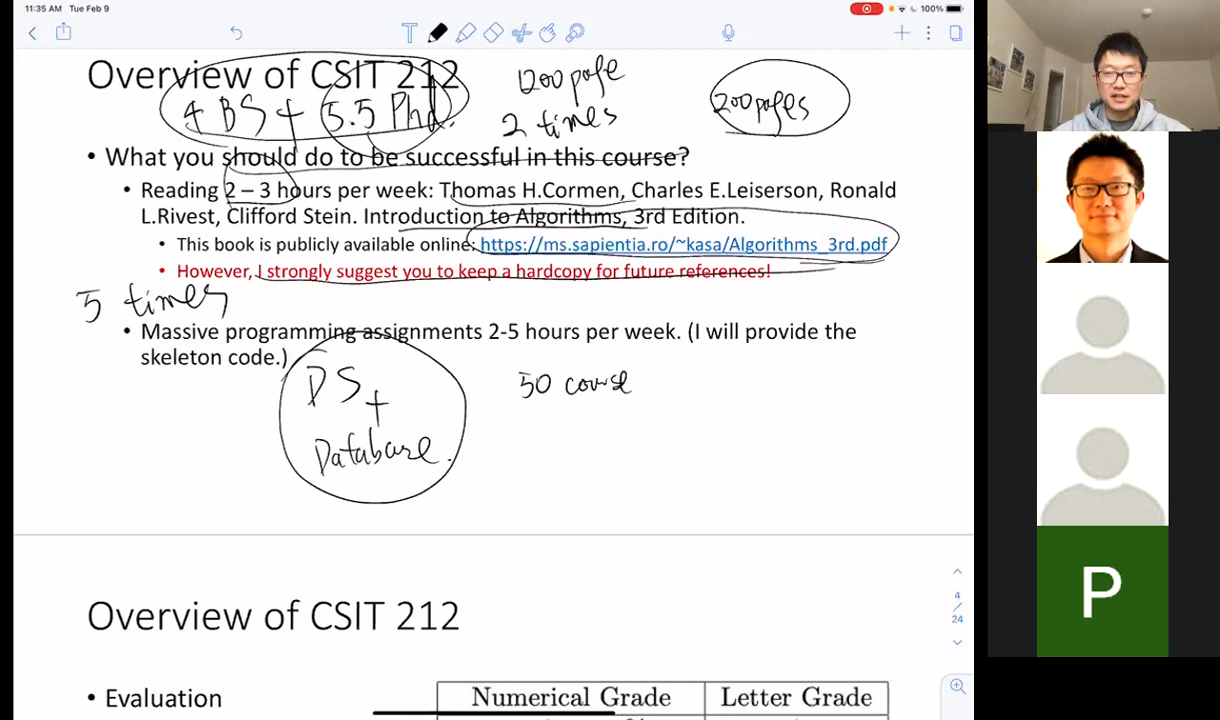 11:35 AM Tue Feb 9
100%
Overview of CSIT 212
1200 page
200 pages
4 BS + 5.5 Phd.
2 times
• What you should do to be successful in this course?
• Reading 2 – 3 hours per week: Thomas H.Cormen, Charles E.Leiserson, Ronald
L.Rivest, Clifford Stein. Introduction to Algorithms, 3rd Edition.
• This book is publicly available online: https://ms.sapientia.ro/~kasa/Algorithms_3rd.pdf
• However, I strongly suggest you to keep a hardcopy for future references!
5 times
• Massive programming assignments 2-5 hours per week. (I will provide the
skeleton code.)
DS +
50 course
Database.
4
/
24
P
Overview of CSIT 212
• Evaluation
Numerical Grade Letter Grade